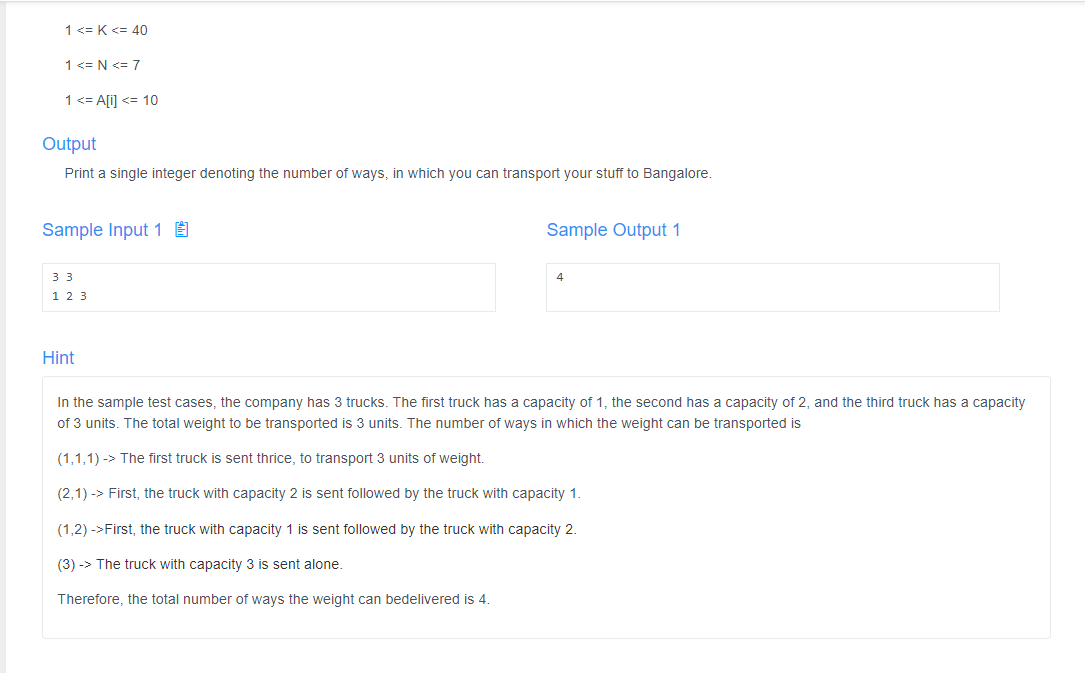 1 <= K <= 40
1 <= N <= 7
1 <= A[i] <= 10
Output
Print a single integer denoting the number of ways, in which you can transport your stuff to Bangalore.
Sample Input 1
3 3
1 2 3
Sample Output 1
4
Hint
In the sample test cases, the company has 3 trucks. The first truck has a capacity of 1, the second has a capacity of 2, and the third truck has a capacity
of 3 units. The total weight to be transported is 3 units. The number of ways in which the weight can be transported is
(1,1,1) -> The first truck is sent thrice, to transport 3 units of weight.
(2,1) -> First, the truck with capacity 2 is sent followed by the truck with capacity 1.
(1,2) ->First, the truck with capacity 1 is sent followed by the truck with capacity 2.
(3) -> The truck with capacity 3 is sent alone.
Therefore, the total number of ways the weight can bedelivered is 4.